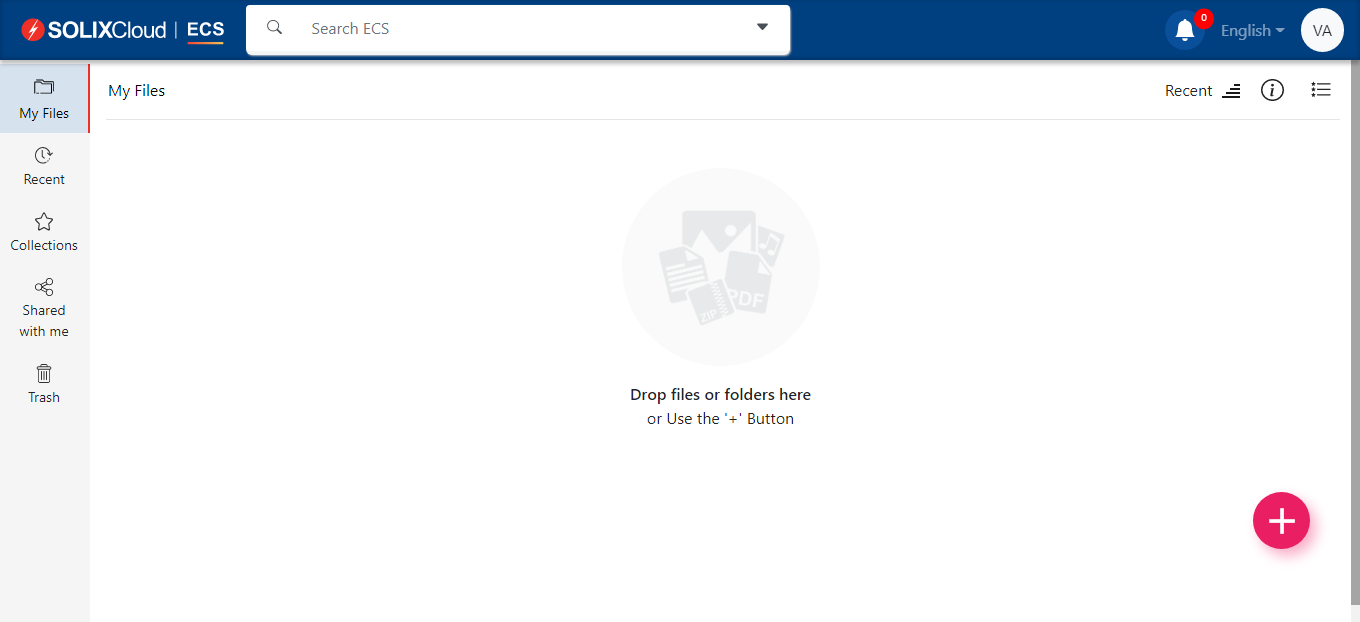 SOLIXCloud | ECS
Search ECS
0
English
VA
My Files
Recent
Collections
Shared
with me
Trash
My Files
Recent
PDF
ZIP
Drop files or folders here
or Use the '+' Button